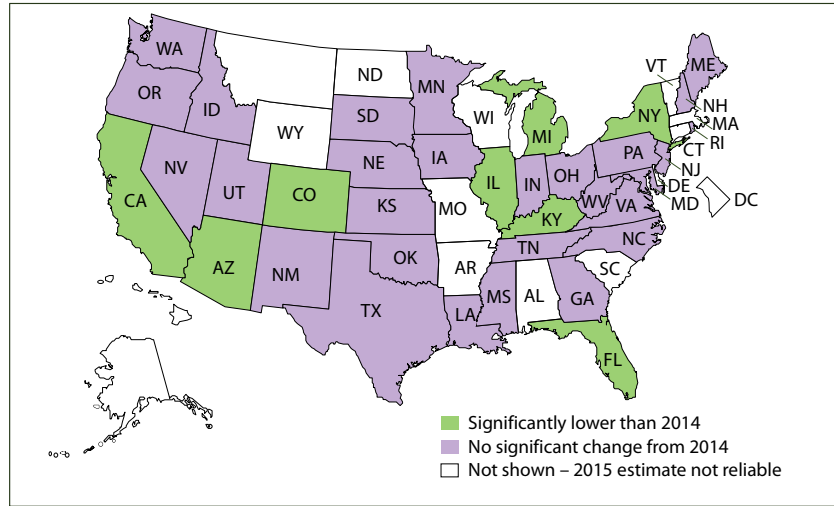 WA
ME
VT
ND
MN
OR
NH
ID
SD
WI
NY
MA
WY
MI
RI
CT
IA
PA
NE
NJ
NV
IL
IN
OH
DE
UT
CO
WV
MD
DC
CA
KS
MO
VA
KY
NC
TN
OK
AZ
NM
AR
SC
MS
AL
GA
TX
LA
FL
Significantly lower than 2014
No significant change from 2014
Not shown – 2015 estimate not reliable